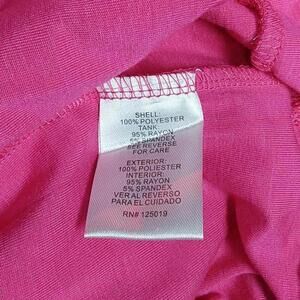 SHELL:
100% POLYESTER
TANK:
95% RAYON
5% SPANDEX
SEE REVERSE
FOR CARE
EXTERIOR:
100% POLIESTER
INTERIOR:
95% RAYON
5% SPANDEX
VER AL REVERSO
PARA EL CUIDADO
RN# 125019